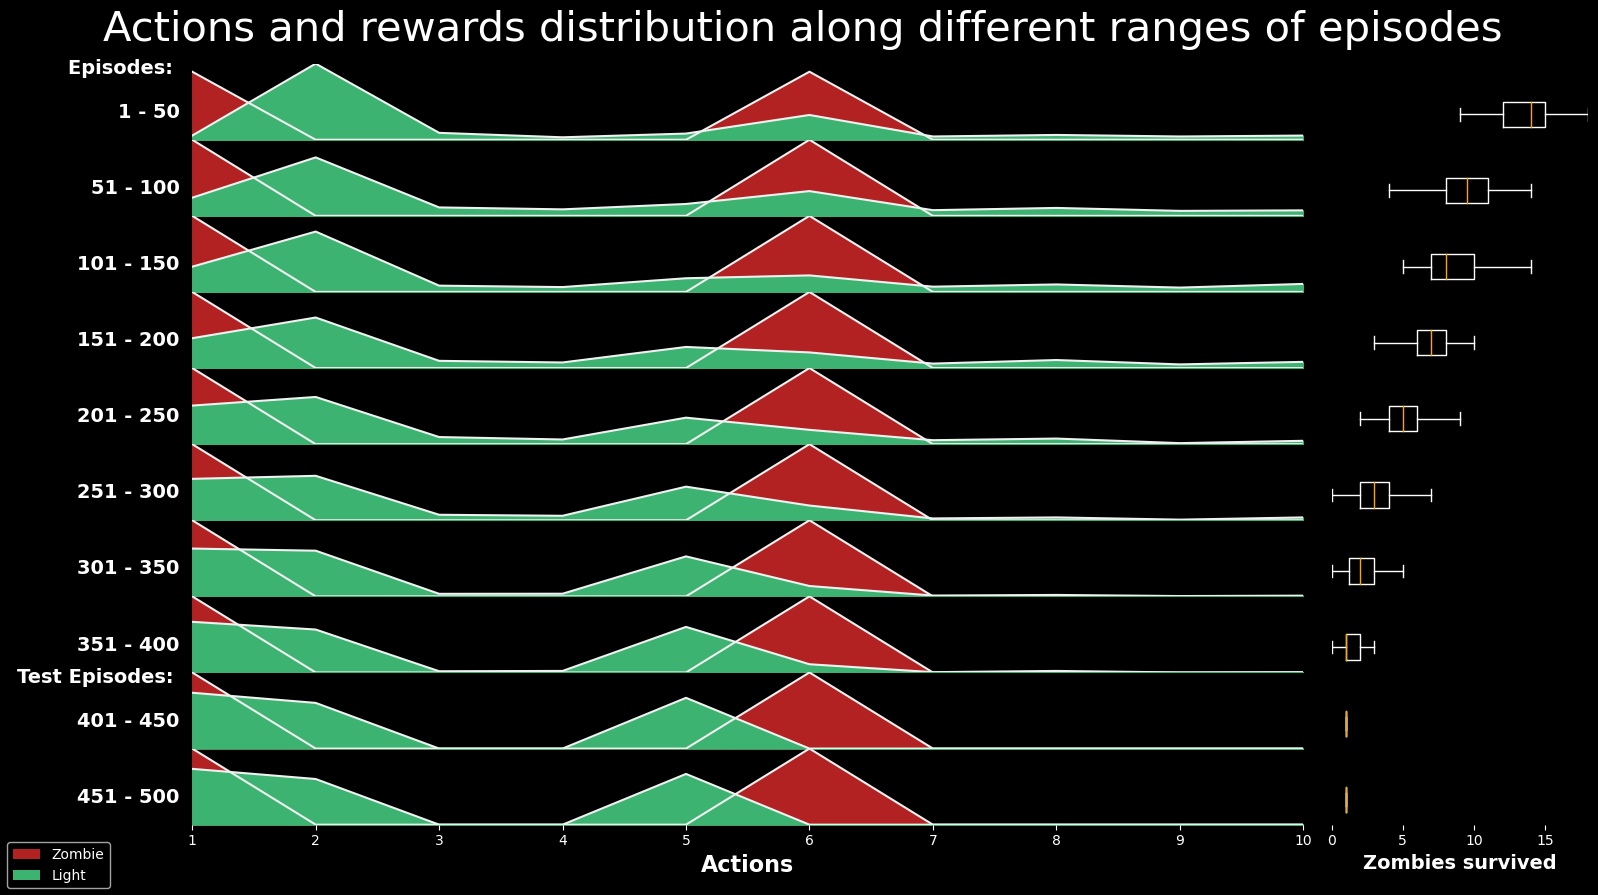 Actions and rewards distribution along different ranges of episodes
Episodes:
1 - 50
51 - 100
101 - 150
151 - 200
201 - 250
251 - 300
301 - 350
351 - 400
Test Episodes:
401 - 450
451 - 500
1 2 3 4 5 6 7 8 9 10
0 5 10 15
Actions
Zombies survived
Zombie
Light